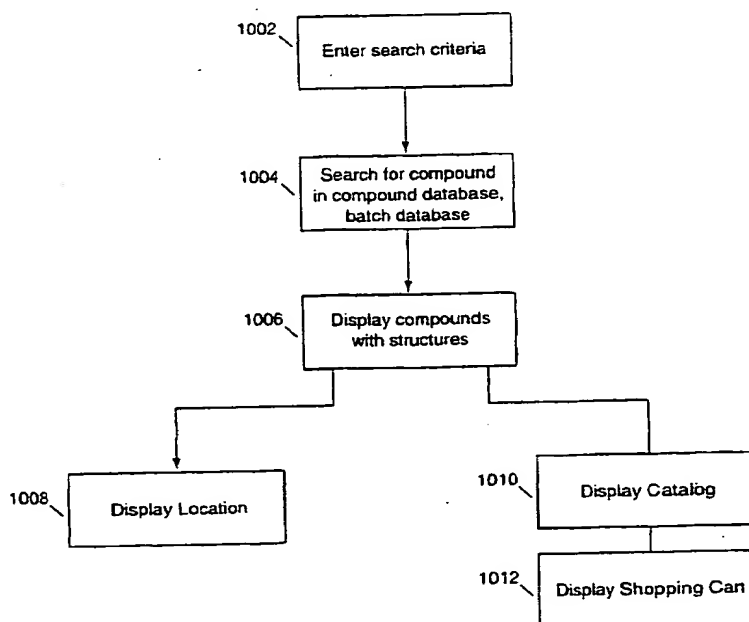 1002
Enter search criteria
1004
Search for compound
in compound database,
batch database
1006
Display compounds
with structures
1008
Display Location
1010
Display Catalog
1012
Display Shopping Cart